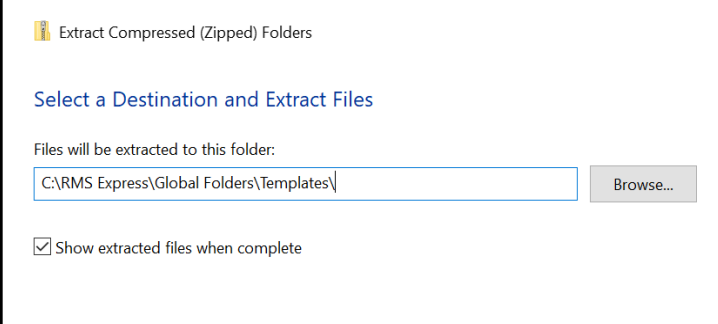 Extract Compressed (Zipped) Folders
Select a Destination and Extract Files
Files will be extracted to this folder:
C:\RMS Express\Global Folders\Templates\
Browse...
Show extracted files when complete